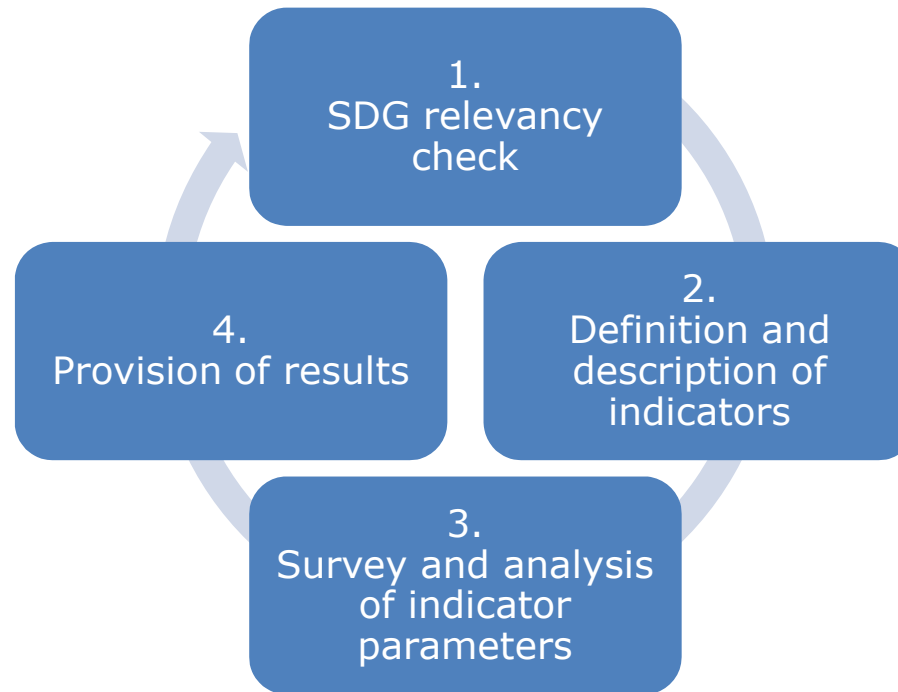 1.
SDG relevancy
check
2.
Definition and
description of
indicators
3.
Survey and analysis
of indicator
parameters
4.
Provision of results